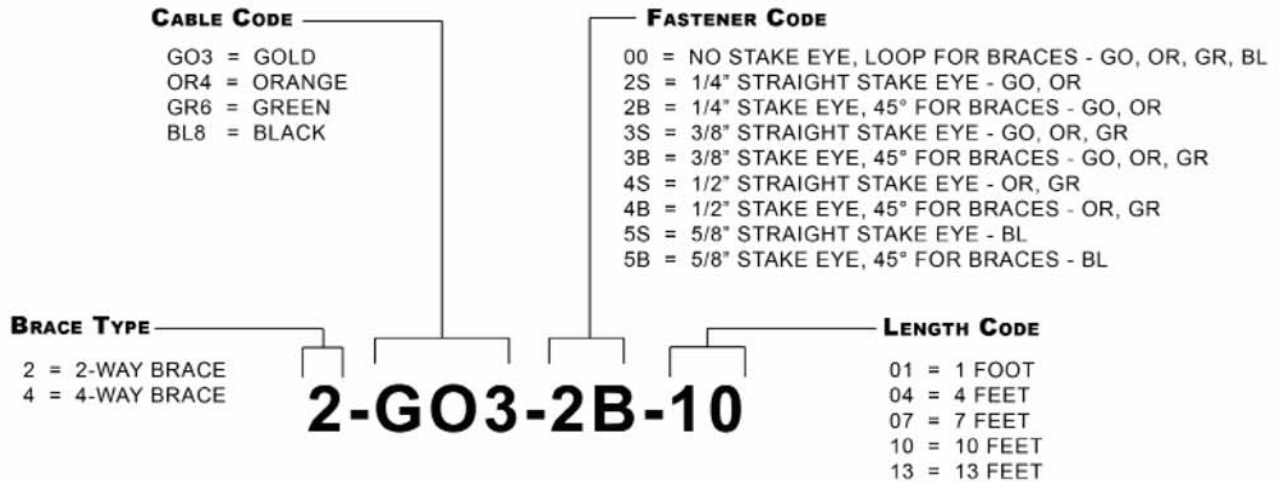 CABLE CODE
GO3 = GOLD
OR4 = ORANGE
GR6 = GREEN
BL8 = BLACK
FASTENER CODE
00 = NO STAKE EYE, LOOP FOR BRACES - GO, OR, GR, BL
2S = 1/4" STRAIGHT STAKE EYE - GO, OR
2B = 1/4" STAKE EYE, 45° FOR BRACES - GO, OR
3S = 3/8" STRAIGHT STAKE EYE - GO, OR, GR
3B = 3/8" STAKE EYE, 45° FOR BRACES - GO, OR, GR
4S = 1/2" STRAIGHT STAKE EYE - OR, GR
4B = 1/2" STAKE EYE, 45° FOR BRACES - OR, GR
5S = 5/8" STRAIGHT STAKE EYE - BL
5B = 5/8" STAKE EYE, 45° FOR BRACES - BL
BRACE TYPE
2 = 2-WAY BRACE
4 = 4-WAY BRACE
2-GO3-2B-10
LENGTH CODE
01 = 1 FOOT
04 = 4 FEET
07 = 7 FEET
10 = 10 FEET
13 = 13 FEET